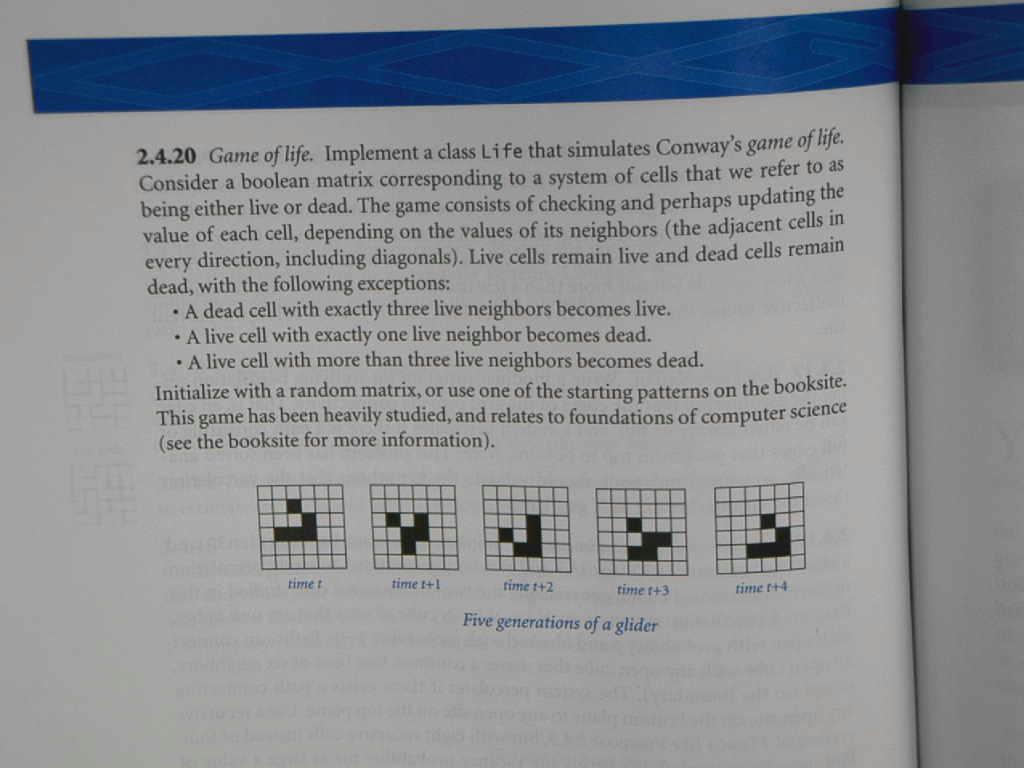 2.4.20 Game of life. Implement a class Life that simulates Conway's game of life.
Consider a boolean matrix corresponding to a system of cells that we refer to as
being either live or dead. The game consists of checking and perhaps updating the
value of each cell, depending on the values of its neighbors (the adjacent cells in
every direction, including diagonals). Live cells remain live and dead cells remain
dead, with the following exceptions:
• A dead cell with exactly three live neighbors becomes live.
• A live cell with exactly one live neighbor becomes dead.
• A live cell with more than three live neighbors becomes dead.
Initialize with a random matrix, or use one of the starting patterns on the booksite.
This game has been heavily studied, and relates to foundations of computer science
(see the booksite for more information).
time t time t+1 time t+2 time t+3 time t+4
Five generations of a glider